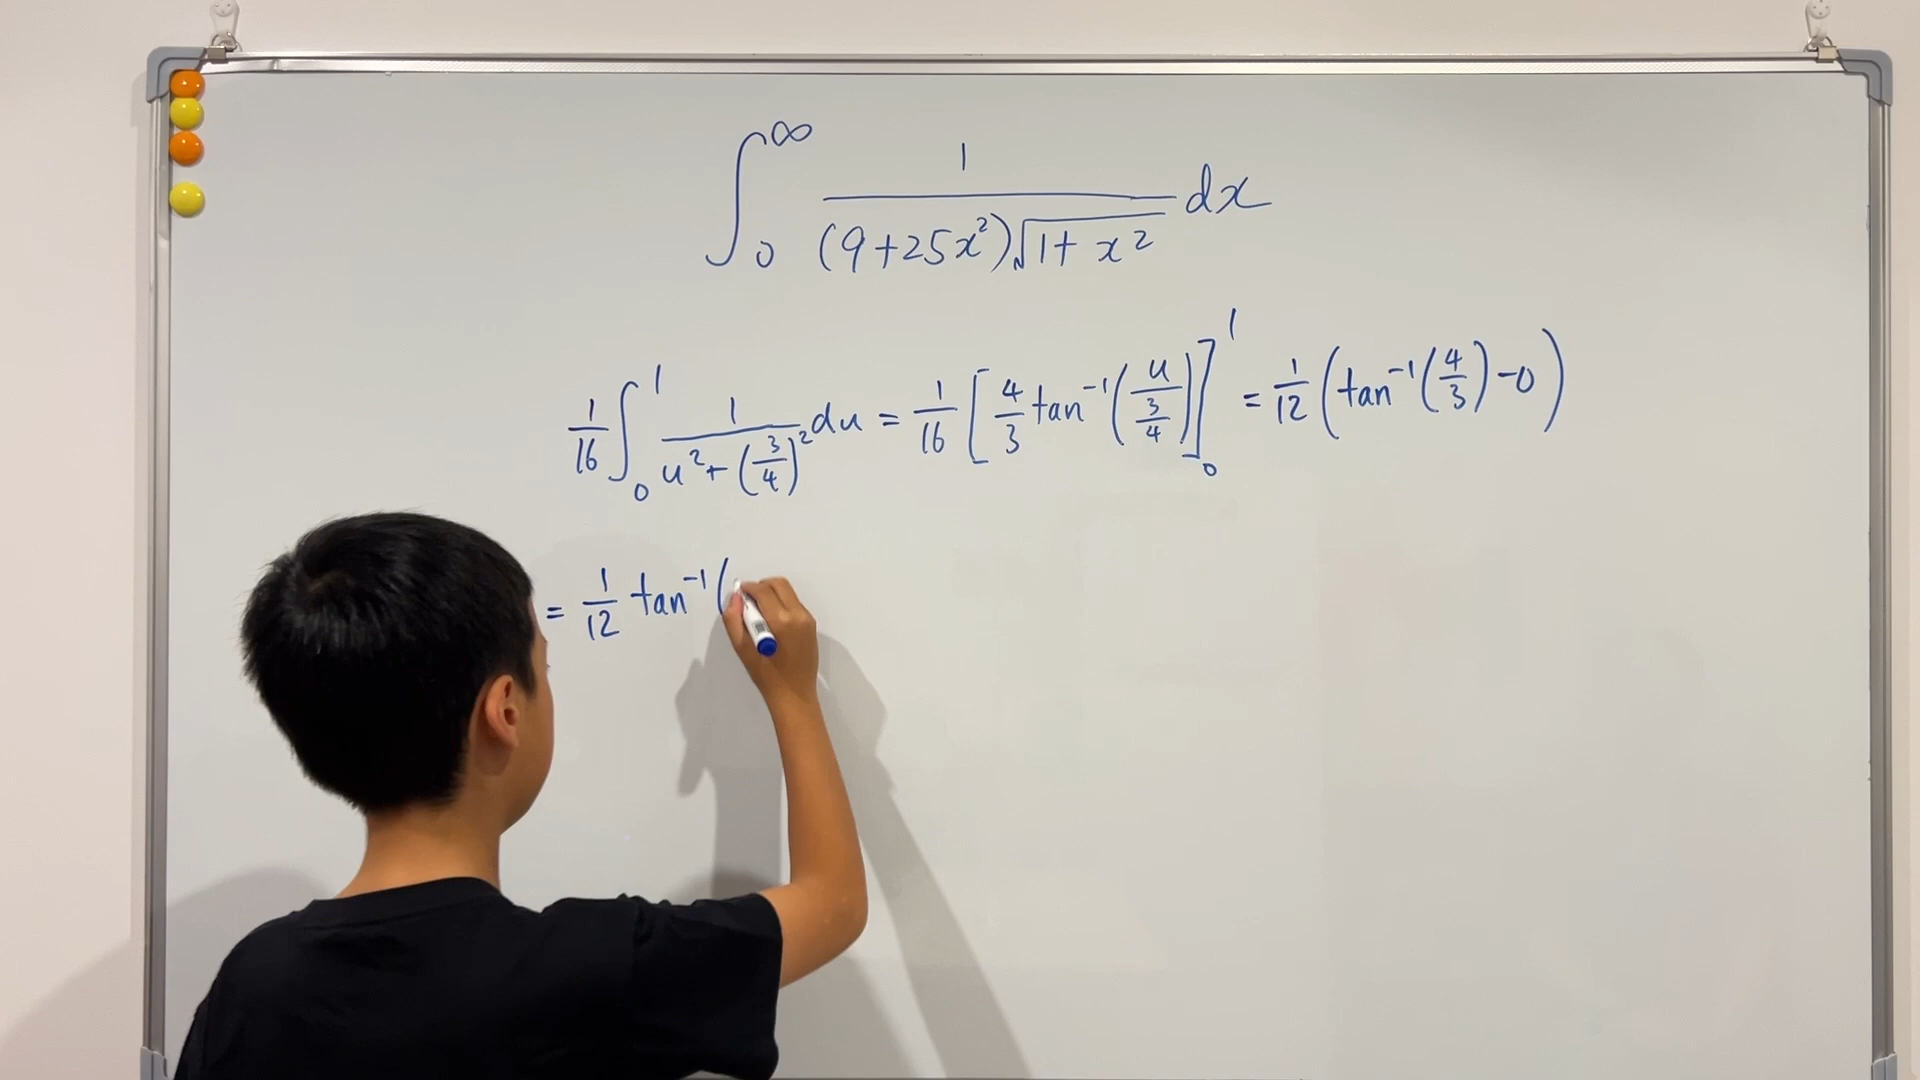 ∫₀^∞ 1/((9+25x²)√(1+x²)) dx
1/16 ∫₀¹ 1/(u²+(3/4)²) du = 1/16 [4/3 tan⁻¹(u/(3/4))]₀¹ = 1/12 (tan⁻¹(4/3)-0)
= 1/12 tan⁻¹(